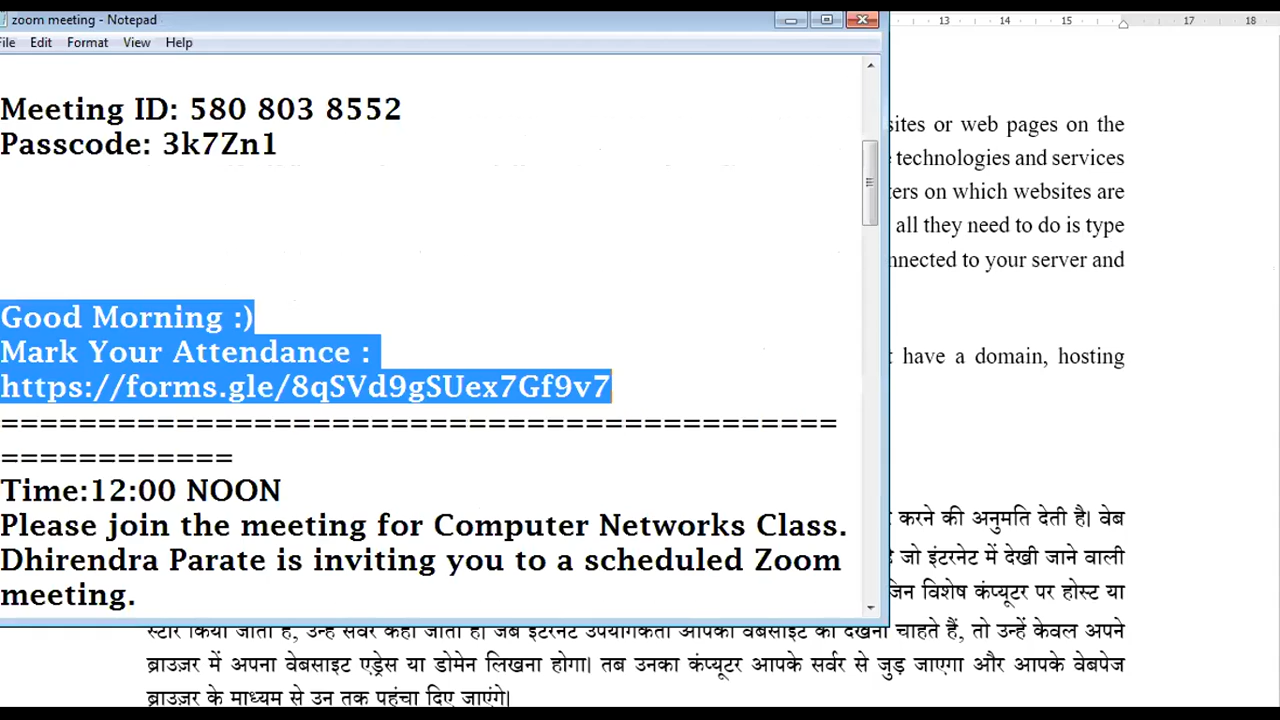 zoom meeting - Notepad
File Edit Format View Help
Meeting ID: 580 803 8552
Passcode: 3k7Zn1
Good Morning :)
Mark Your Attendance :
https://forms.gle/8qSVd9gSUex7Gf9v7
===========================================
============
Time:12:00 NOON
Please join the meeting for Computer Networks Class.
Dhirendra Parate is inviting you to a scheduled Zoom
meeting.
13 14 15 17 18
sites or web pages on the
technologies and services
ters on which websites are
all they need to do is type
nnected to your server and
have a domain, hosting
करने की अनुमति देती है। वेब
है जो इंटरनेट में देखी जाने वाली
जिन विशेष कंप्यूटर पर होस्ट या
स्टोर किया जाता है, उन्हें सर्वर कहा जाता है। जब इंटरनेट उपयोगकर्ता आपकी वेबसाइट को देखना चाहते हैं, तो उन्हें केवल अपने
ब्राउज़र में अपना वेबसाइट एड्रेस या डोमेन लिखना होगा। तब उनका कंप्यूटर आपके सर्वर से जुड़ जाएगा और आपके वेबपेज
ब्राउज़र के माध्यम से उन तक पहुंचा दिए जाएंगे।